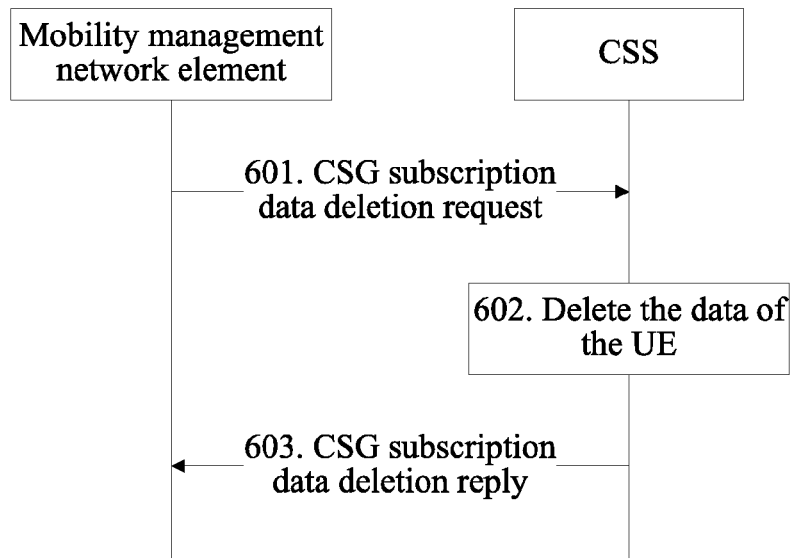 Mobility management
network element
CSS
601. CSG subscription
data deletion request
602. Delete the data of
the UE
603. CSG subscription
data deletion reply